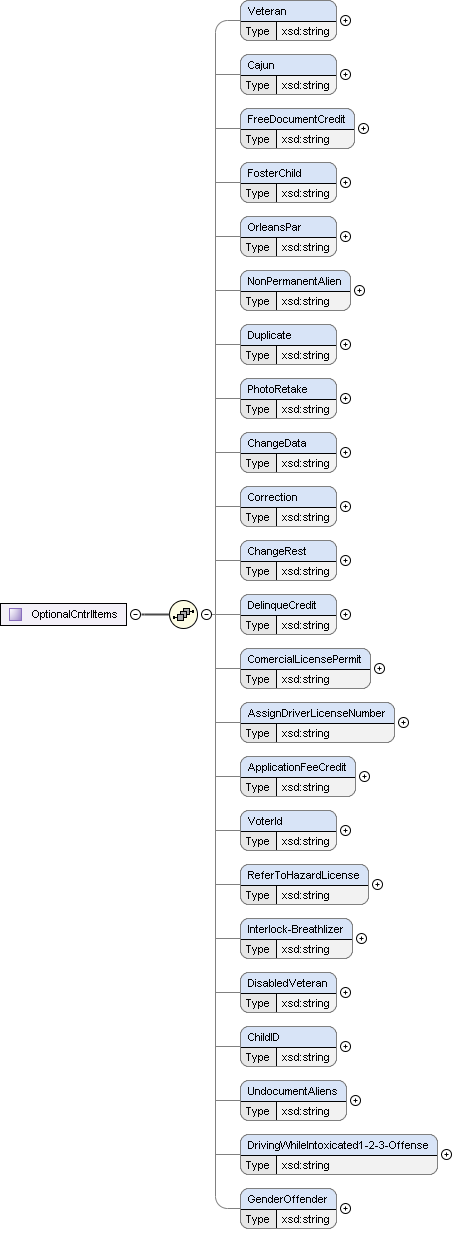 Veteran
Type xsd:string
Cajun
Type xsd:string
FreeDocumentCredit
Type xsd:string
FosterChild
Type xsd:string
OrleansPar
Type xsd:string
NonPermanentAlien
Type xsd:string
Duplicate
Type xsd:string
PhotoRetake
Type xsd:string
ChangeData
Type xsd:string
Correction
Type xsd:string
ChangeRest
Type xsd:string
OptionalCntrlItems
DelinqueCredit
Type xsd:string
ComercialLicensePermit
Type xsd:string
AssignDriverLicenseNumber
Type xsd:string
ApplicationFeeCredit
Type xsd:string
VoterId
Type xsd:string
ReferToHazardLicense
Type xsd:string
Interlock-Breathlizer
Type xsd:string
DisabledVeteran
Type xsd:string
ChildID
Type xsd:string
UndocumentAliens
Type xsd:string
DrivingWhileIntoxicated1-2-3-Offense
Type xsd:string
GenderOffender
Type xsd:string